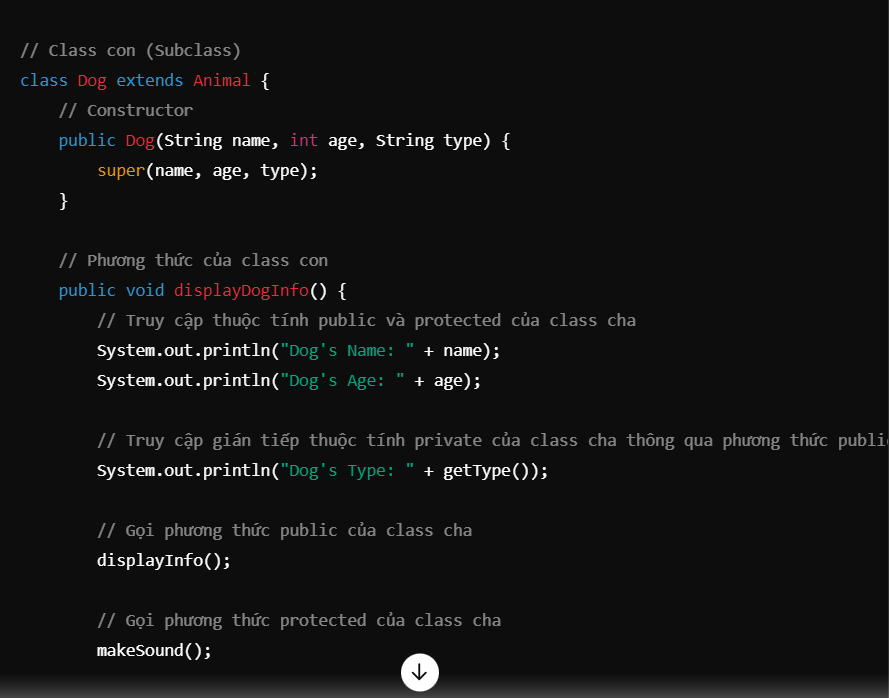 // Class con (Subclass)
class Dog extends Animal {
    // Constructor
    public Dog(String name, int age, String type) {
        super(name, age, type);
    }

    // Phương thức của class con
    public void displayDogInfo() {
        // Truy cập thuộc tính public và protected của class cha
        System.out.println("Dog's Name: " + name);
        System.out.println("Dog's Age: " + age);

        // Truy cập gián tiếp thuộc tính private của class cha thông qua phương thức
        System.out.println("Dog's Type: " + getType());

        // Gọi phương thức public của class cha
        displayInfo();

        // Gọi phương thức protected của class cha
        makeSound();